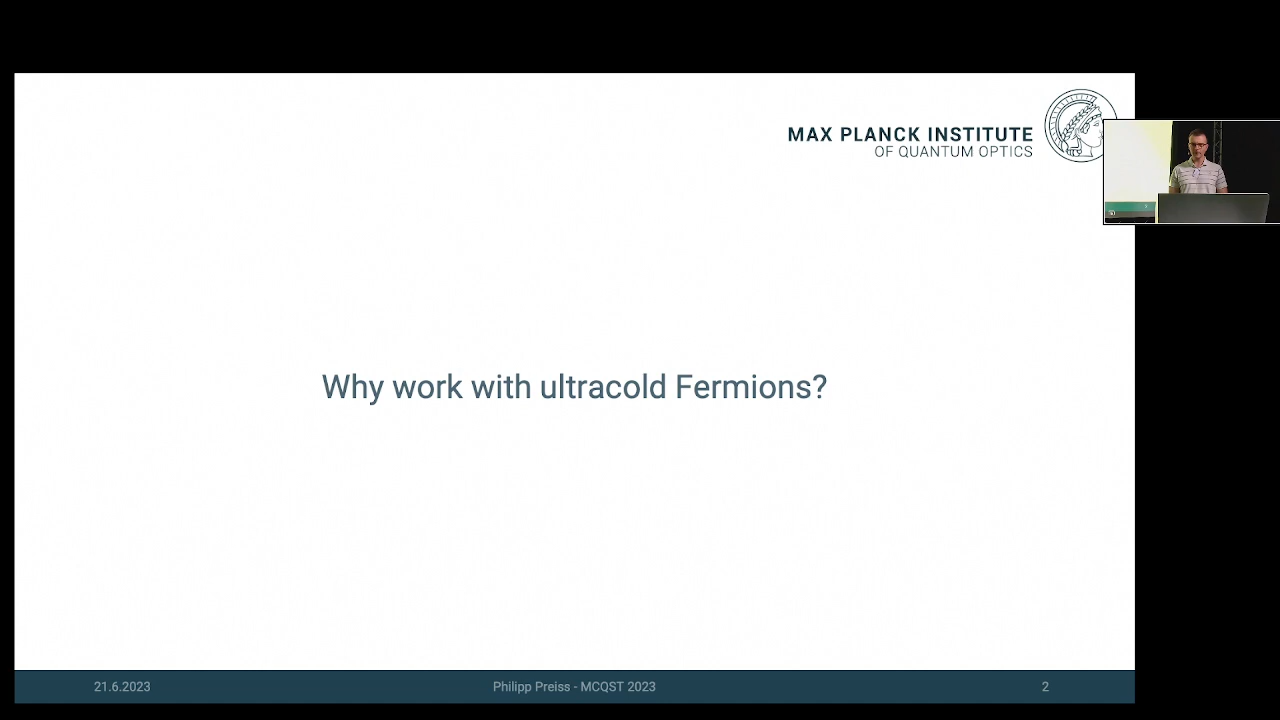 MAX PLANCK INSTITUTE
OF QUANTUM OPTICS
Why work with ultracold Fermions?
21.6.2023
Philipp Preiss - MCQST 2023
2